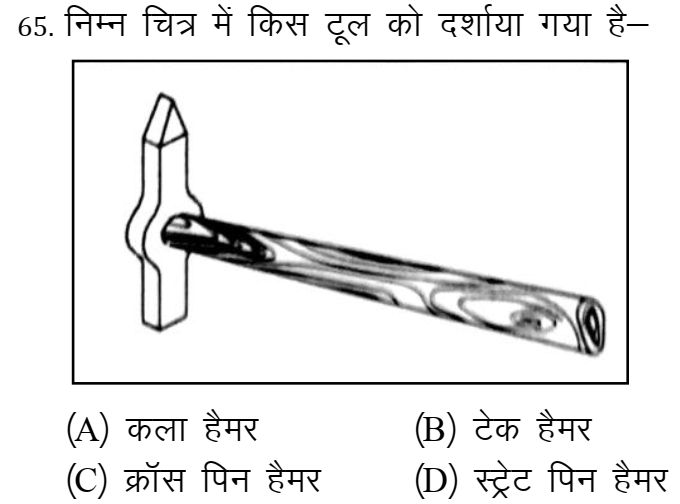 65. निम्न चित्र में किस टूल को दर्शाया गया है–
(A) कला हैमर (B) टेक हैमर
(C) क्रॉस पिन हैमर (D) स्ट्रेट पिन हैमर